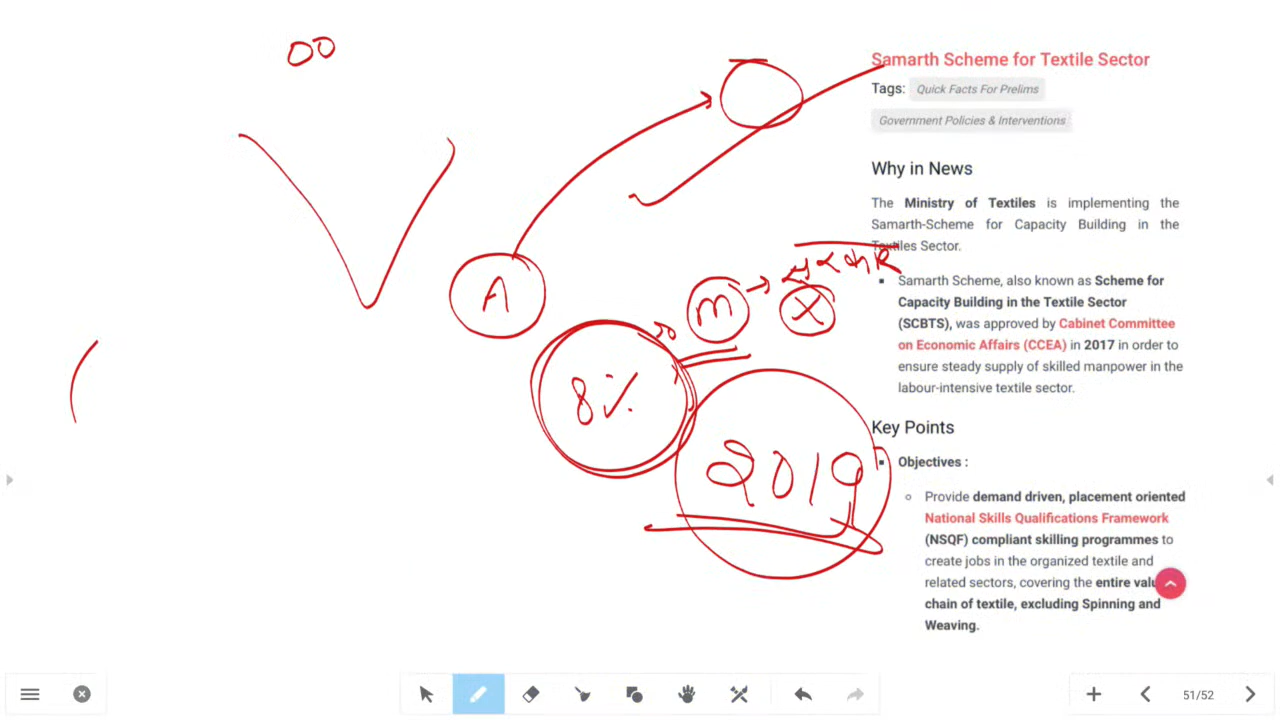 00
Samarth Scheme for Textile Sector
Tags: Quick Facts For Prelims
Government Policies & Interventions
Why in News
The Ministry of Textiles is implementing the
Samarth-Scheme for Capacity Building in the
Textiles Sector.
Samarth Scheme, also known as Scheme for
Capacity Building in the Textile Sector
(SCBTS), was approved by Cabinet Committee
on Economic Affairs (CCEA) in 2017 in order to
ensure steady supply of skilled manpower in the
labour-intensive textile sector.
A
M
X
8%
2019
Key Points
Objectives :
Provide demand driven, placement oriented
National Skills Qualifications Framework
(NSQF) compliant skilling programmes to
create jobs in the organized textile and
related sectors, covering the entire
chain of textile, excluding Spinning and
Weaving.
51/52